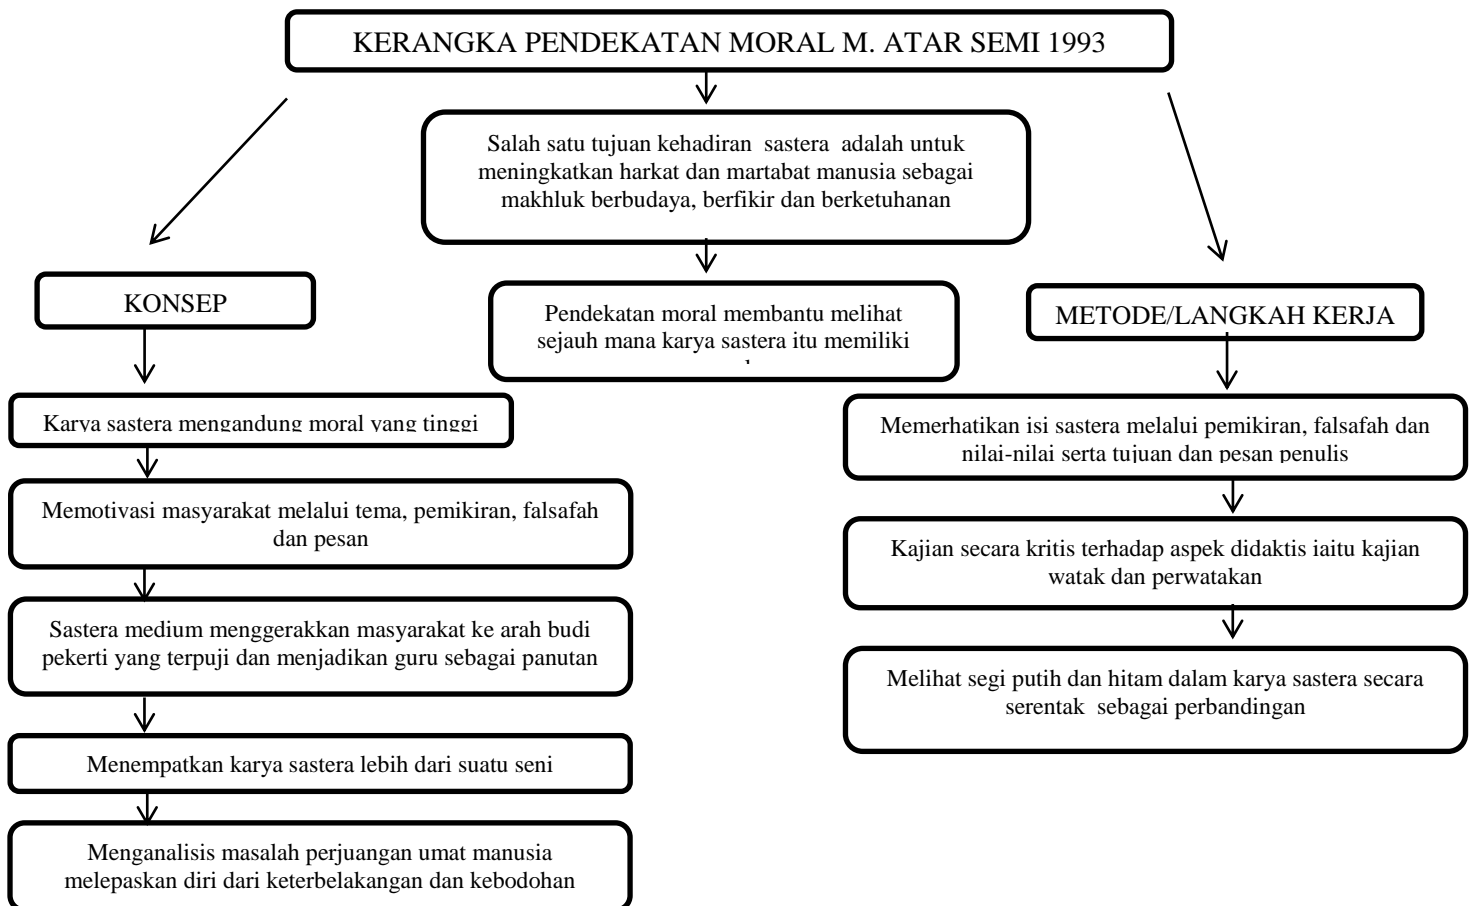 KERANGKA PENDEKATAN MORAL M. ATAR SEMI 1993
Salah satu tujuan kehadiran sastera adalah untuk
meningkatkan harkat dan martabat manusia sebagai
makhluk berbudaya, berfikir dan berketuhanan
KONSEP
Pendekatan moral membantu melihat
sejauh mana karya sastera itu memiliki
METODE/LANGKAH KERJA
Karya sastera mengandung moral yang tinggi
Memotivasi masyarakat melalui tema, pemikiran, falsafah
dan pesan
Sastera medium menggerakkan masyarakat ke arah budi
pekerti yang terpuji dan menjadikan guru sebagai panutan
Menempatkan karya sastera lebih dari suatu seni
Menganalisis masalah perjuangan umat manusia
melepaskan diri dari keterbelakangan dan kebodohan
Memerhatikan isi sastera melalui pemikiran, falsafah dan
nilai-nilai serta tujuan dan pesan penulis
Kajian secara kritis terhadap aspek didaktis iaitu kajian
watak dan perwatakan
Melihat segi putih dan hitam dalam karya sastera secara
serentak sebagai perbandingan